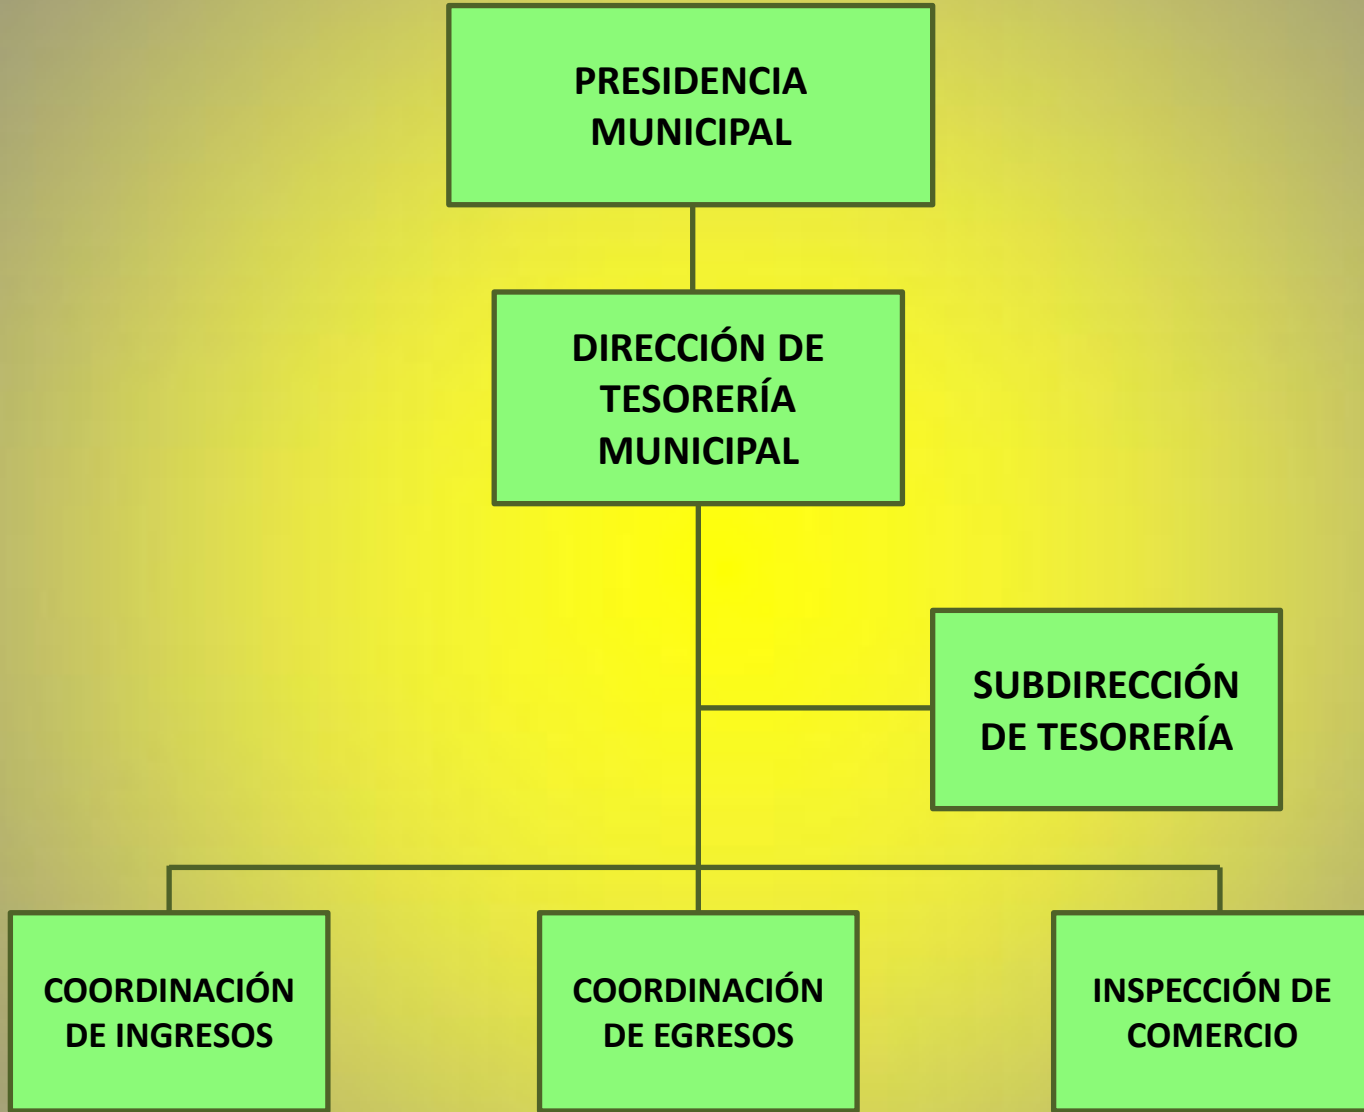 PRESIDENCIA
MUNICIPAL
DIRECCIÓN DE
TESORERÍA
MUNICIPAL
SUBDIRECCIÓN
DE TESORERÍA
COORDINACIÓN
DE INGRESOS
COORDINACIÓN
DE EGRESOS
INSPECCIÓN DE
COMERCIO